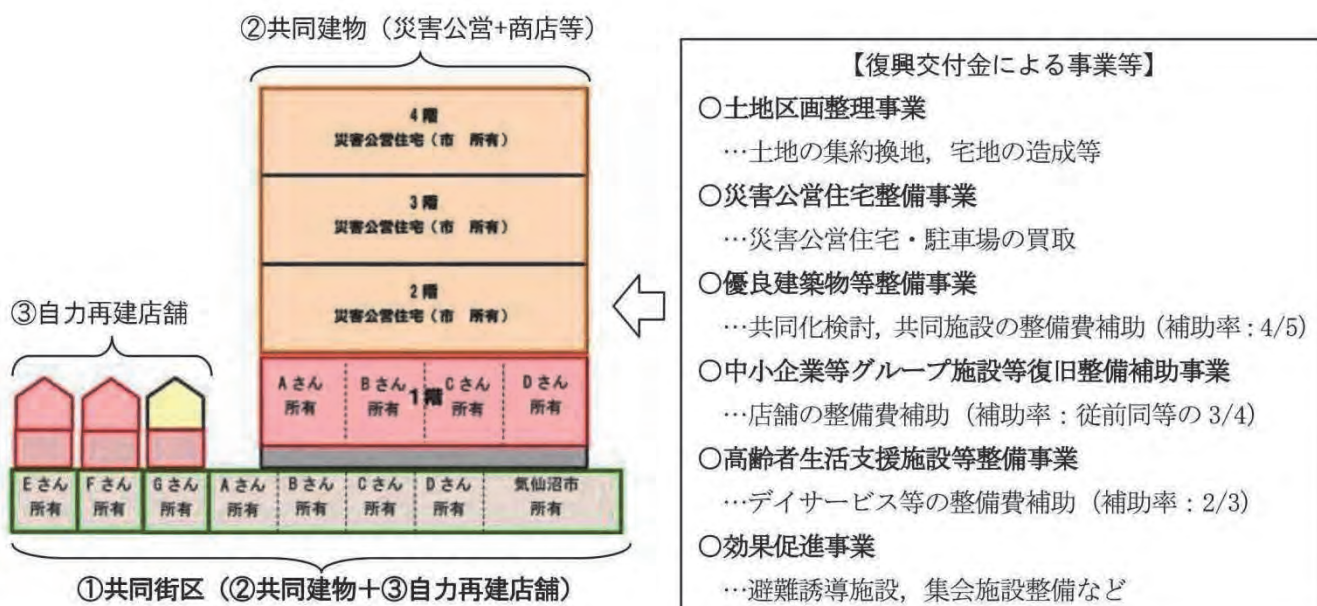 ②共同建物（災害公営+商店等）
4階
災害公営住宅（市　所有）
3階
災害公営住宅（市　所有）
2階
災害公営住宅（市　所有）
③自力再建店舗
Aさん
所有
Bさん
所有
1階
Cさん
所有
Dさん
所有
Eさん
所有
Fさん
所有
Gさん
所有
Aさん
所有
Bさん
所有
Cさん
所有
Dさん
所有
気仙沼市
所有
①共同街区（②共同建物＋③自力再建店舗）
【復興交付金による事業等】
○土地区画整理事業
…土地の集約換地，宅地の造成等
○災害公営住宅整備事業
…災害公営住宅・駐車場の買取
○優良建築物等整備事業
…共同化検討，共同施設の整備費補助（補助率：4/5）
○中小企業等グループ施設等復旧整備補助事業
…店舗の整備費補助（補助率：従前同等の 3/4）
○高齢者生活支援施設等整備事業
…デイサービス等の整備費補助（補助率：2/3）
○効果促進事業
…避難誘導施設，集会施設整備など